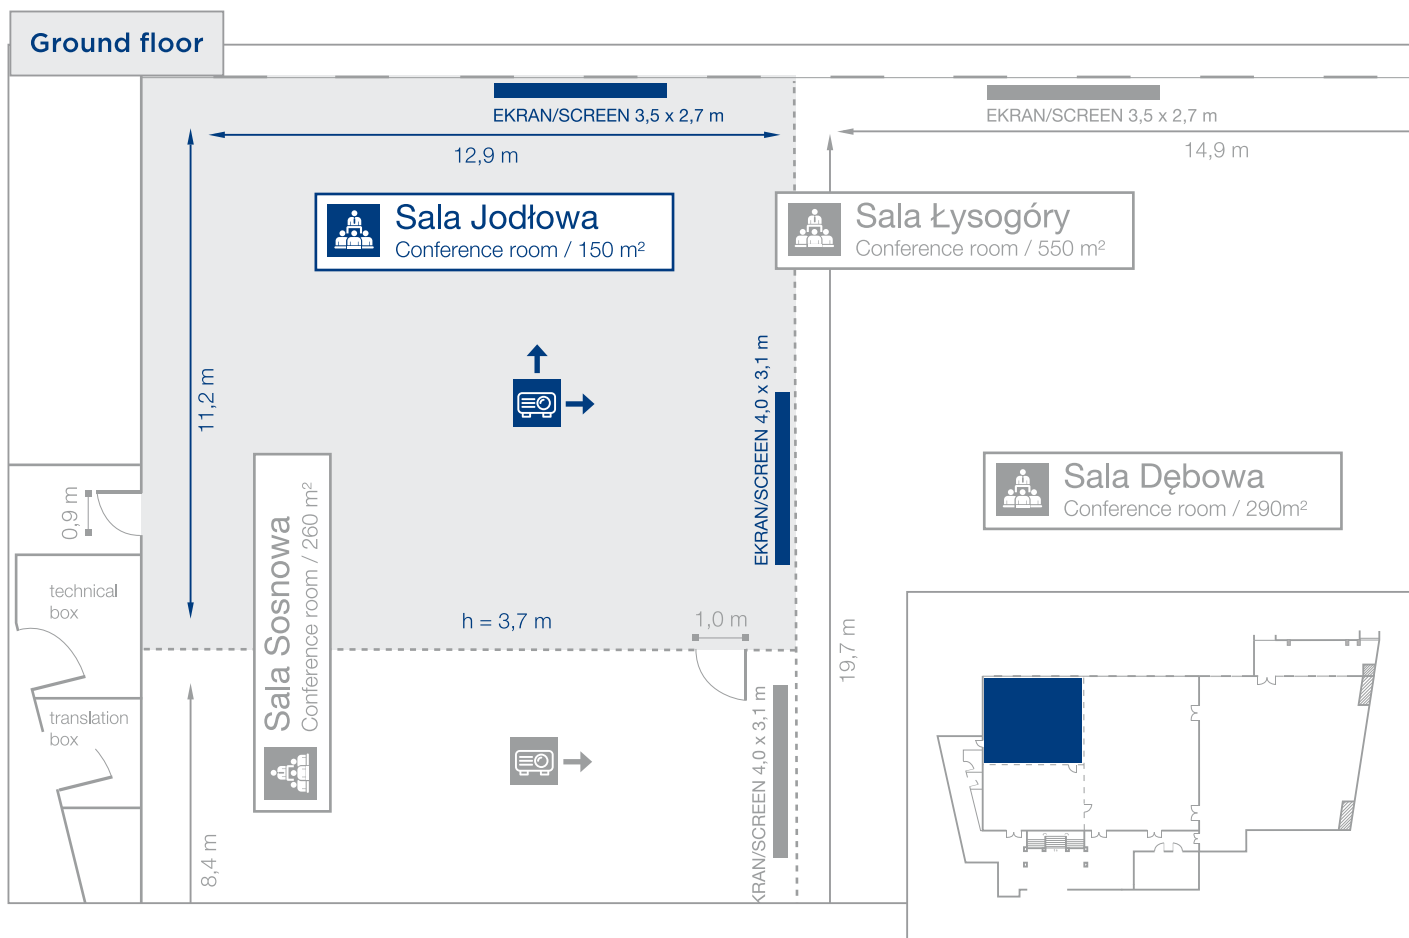 Ground floor
EKRAN/SCREEN 3,5 x 2,7 m
EKRAN/SCREEN 3,5 x 2,7 m
12,9 m
14,9 m
Sala Jodłowa
Conference room / 150 m²
Sala Łysogóry
Conference room / 550 m²
11,2 m
EKRAN/SCREEN 4,0 x 3,1 m
Sala Dębowa
Conference room / 290m²
0,9 m
Sala Sosnowa
Conference room / 260 m²
technical
box
h = 3,7 m
1,0 m
19,7 m
translation
box
KRAN/SCREEN 4,0 x 3,1 m
8,4 m